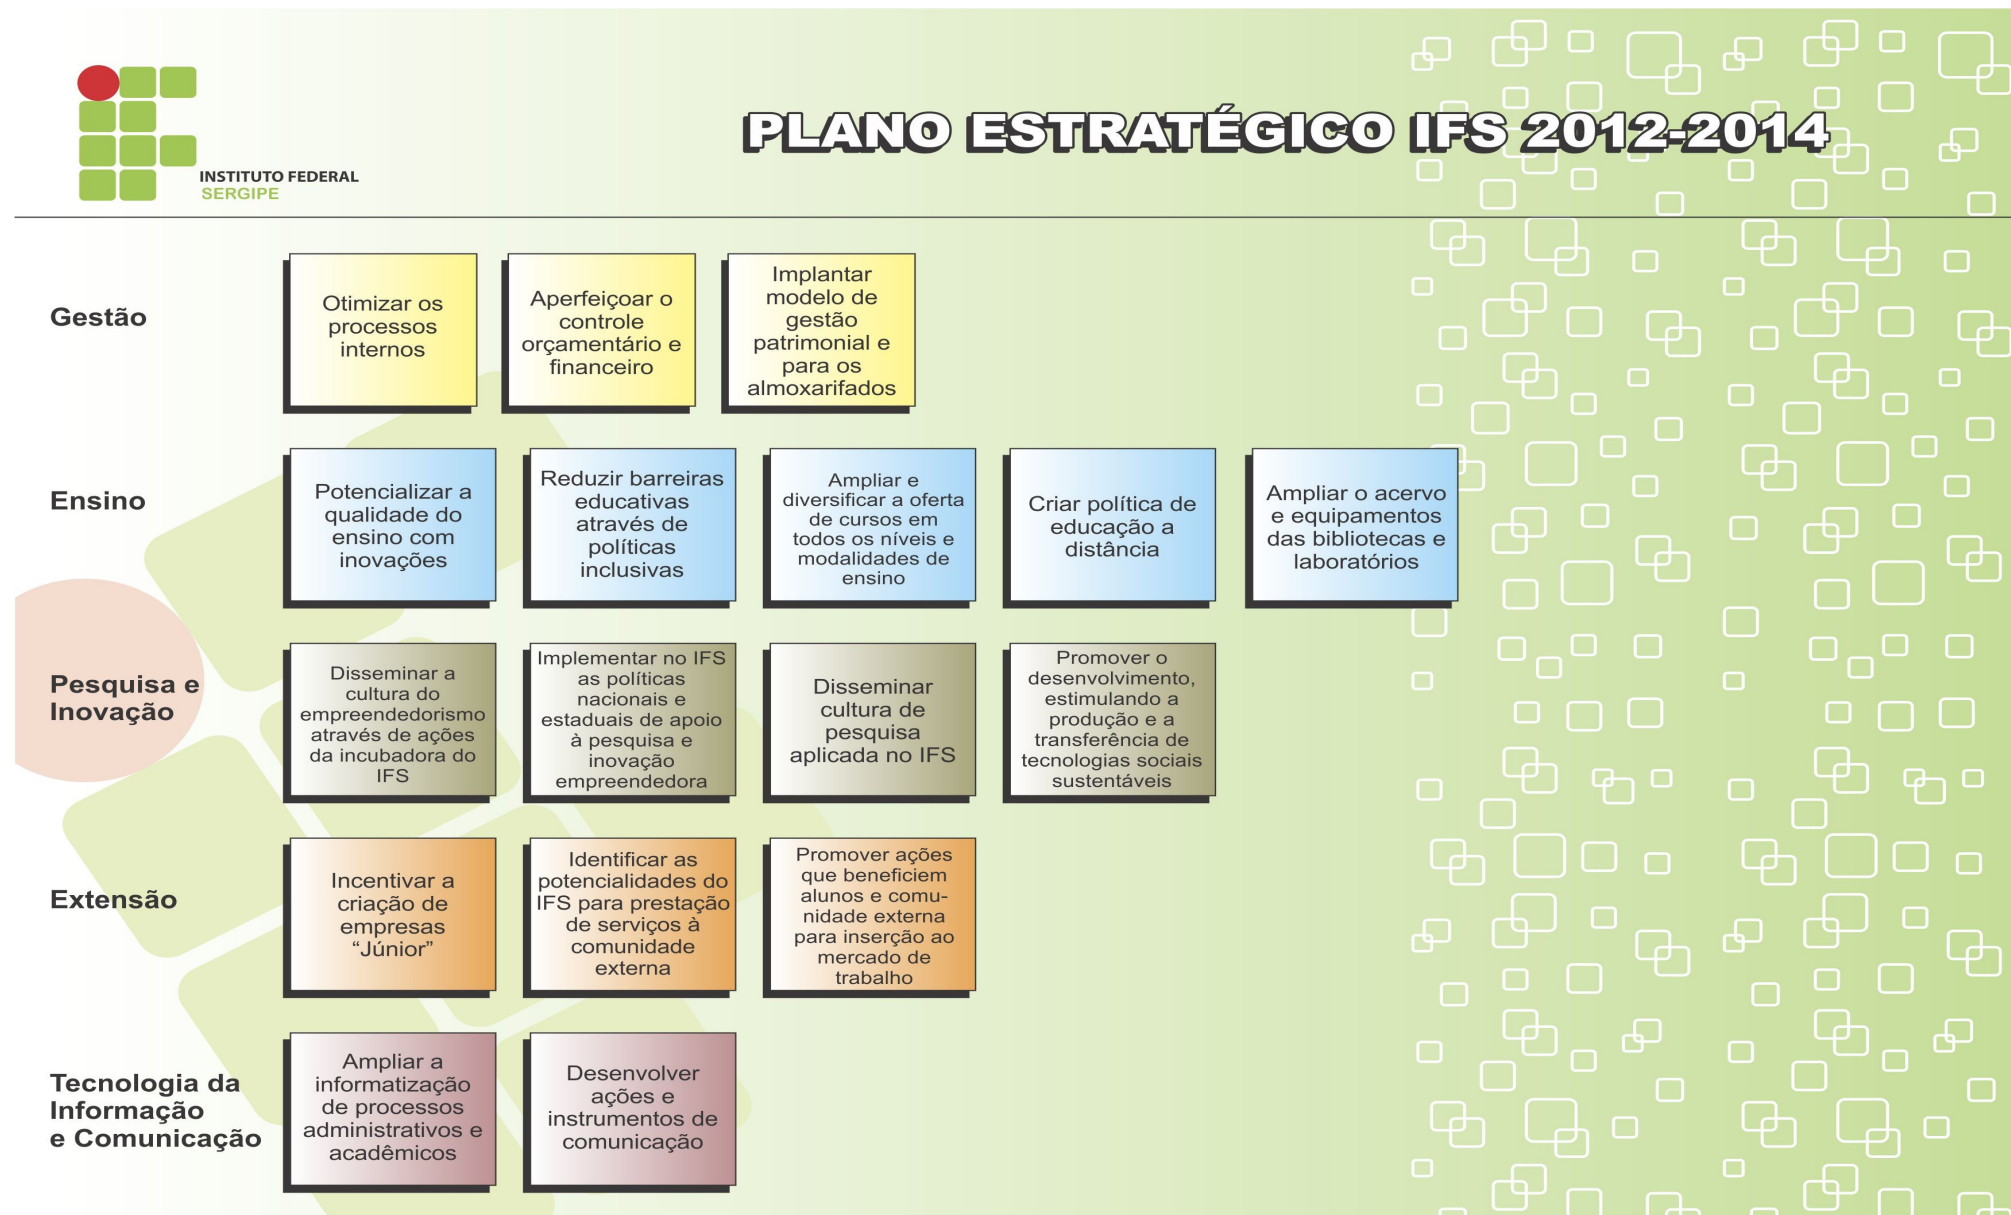 INSTITUTO FEDERAL
SERGIPE
PLANO ESTRATÉGICO IFS 2012-2014
Gestão
Otimizar os
processos
internos
Aperfeiçoar o
controle
orçamentário e
financeiro
Implantar
modelo de
gestão
patrimonial e
para os
almoxarifados
Ensino
Potencializar a
qualidade do
ensino com
inovações
Reduzir barreiras
educativas
através de
políticas
inclusivas
Ampliar e
diversificar a oferta
de cursos em
todos os níveis e
modalidades de
ensino
Criar política de
educação a
distância
Ampliar o acervo
e equipamentos
das bibliotecas e
laboratórios
Pesquisa e
Inovação
Disseminar a
cultura do
empreendedorismo
através de ações
da incubadora do
IFS
Implementar no IFS
as políticas
nacionais e
estaduais de apoio
à pesquisa e
inovação
empreendedora
Disseminar
cultura de
pesquisa
aplicada no IFS
Promover o
desenvolvimento,
estimulando a
produção e a
transferência de
tecnologias sociais
sustentáveis
Extensão
Incentivar a
criação de
empresas
“Júnior”
Identificar as
potencialidades do
IFS para prestação
de serviços à
comunidade
externa
Promover ações
que beneficiem
alunos e comu-
nidade externa
para inserção ao
mercado de
trabalho
Tecnologia da
Informação
e Comunicação
Ampliar a
informatização
de processos
administrativos e
acadêmicos
Desenvolver
ações e
instrumentos de
comunicação